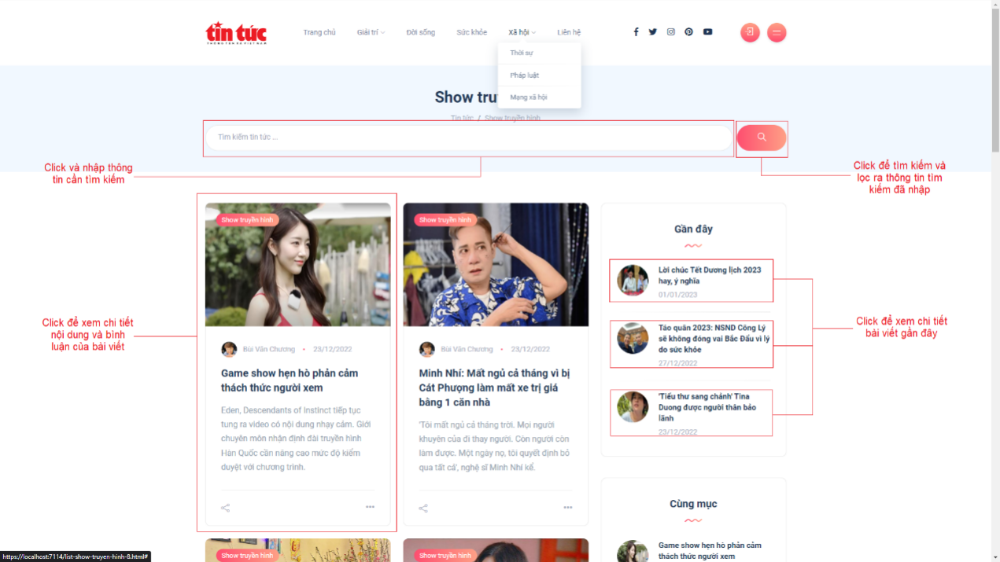 tin tức
THÔNG TẤN XÃ VIỆT NAM
Trang chủ
Giải trí
Đời sống
Sức khỏe
Xã hội
Liên hệ
Thời sự
Pháp luật
Mạng xã hội
Show tru
Tin tức / Show truyền hình
Tìm kiếm tin tức ...
Click và nhập thông
tin cần tìm kiếm
Click để tìm kiếm và
lọc ra thông tin tìm
kiếm đã nhập
Click để xem chi tiết
nội dung và bình
luận của bài viết
Show truyền hình
Bùi Văn Chương • 23/12/2022
Game show hẹn hò phản cảm
thách thức người xem
Eden, Descendants of Instinct tiếp tục
tung ra video có nội dung nhạy cảm. Giới
chuyên môn nhận định đài truyền hình
Hàn Quốc cần nâng cao mức độ kiểm
duyệt với chương trình.
Show truyền hình
Bùi Văn Chương • 23/12/2022
Minh Nhí: Mất ngủ cả tháng vì bị
Cát Phượng làm mất xe trị giá
bằng 1 căn nhà
'Tôi mất ngủ cả tháng trời. Mọi người
khuyên của đi thay người. Còn người còn
làm được. Một ngày nọ, tôi quyết định bỏ
qua tất cả', nghệ sĩ Minh Nhí kể.
Gần đây
Lời chúc Tết Dương lịch 2023
hay, ý nghĩa
01/01/2023
Táo quân 2023: NSND Công Lý
sẽ không đóng vai Bắc Đẩu vì lý
do sức khỏe
27/12/2022
'Tiểu thư sang chảnh' Tina
Duong được người thân bảo
lãnh
23/12/2022
Click để xem chi tiết
bài viết gần đây
Cùng mục
Game show hẹn hò phản cảm
thách thức người xem
Show truyền hình
Show truyền hình
https://localhost:7114/list-show-truyen-hinh-8.html#